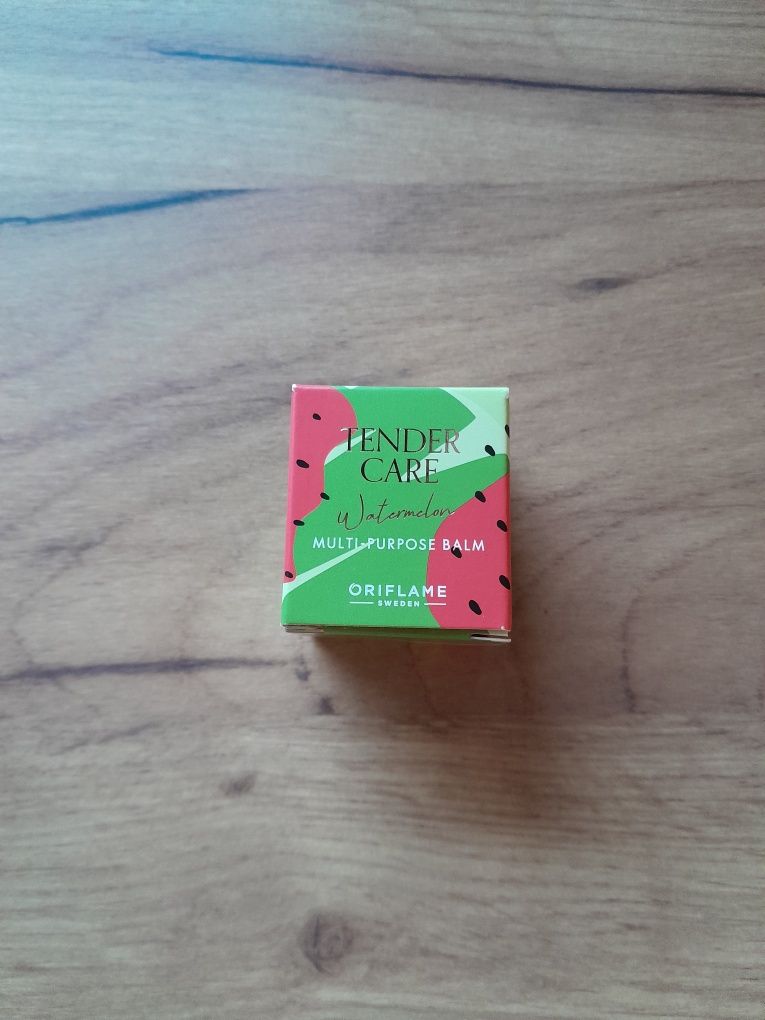 TENDER
CARE
Watermelon
MULTI-PURPOSE BALM
ORIFLAME
SWEDEN